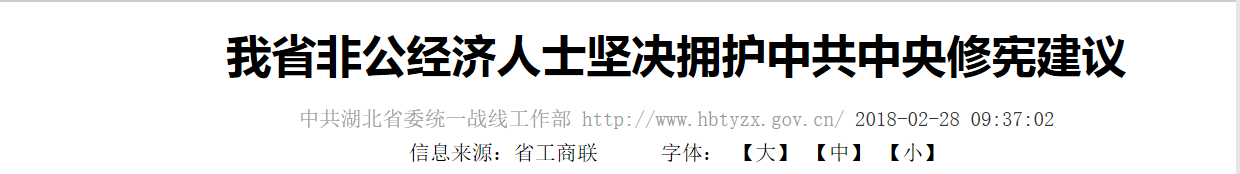 我省非公经济人士坚决拥护中共中央修宪建议
中共湖北省委统一战线工作部 http://www.hbtyzx.gov.cn/ 2018-02-28 09:37:02
信息来源：省工商联 字体： 【大】 【中】 【小】